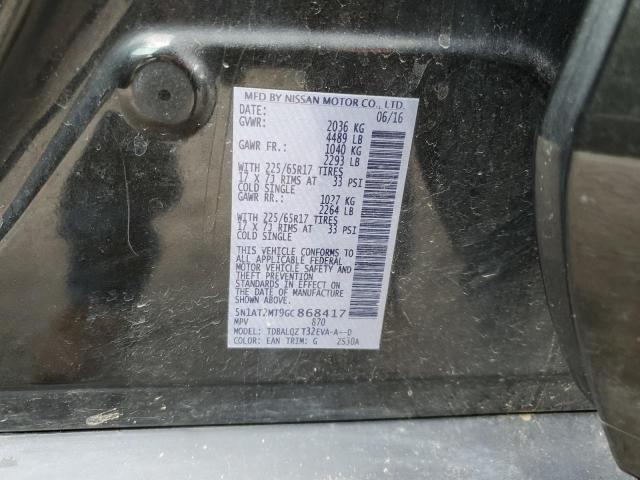 MFD BY NISSAN MOTOR CO., LTD.
DATE: 06/16
GVWR: 2036 KG
4489 LB
GAWR FR.: 1040 KG
2293 LB
WITH 225/65R17 TIRES
17 X 7J RIMS AT 33 PSI
COLD SINGLE
GAWR RR.: 1027 KG
2264 LB
WITH 225/65R17 TIRES
17 X 7J RIMS AT 33 PSI
COLD SINGLE
THIS VEHICLE CONFORMS TO
ALL APPLICABLE FEDERAL
MOTOR VEHICLE SAFETY AND
THEFT PREVENTION
STANDARDS IN EFFECT ON
THE DATE OF MANUFACTURE
SHOWN ABOVE.
5N1AT2MT9GC868417
MPV 870
MODEL: TDBALQZ T32EVA-A--D
COLOR: EAN TRIM: G 2S30A